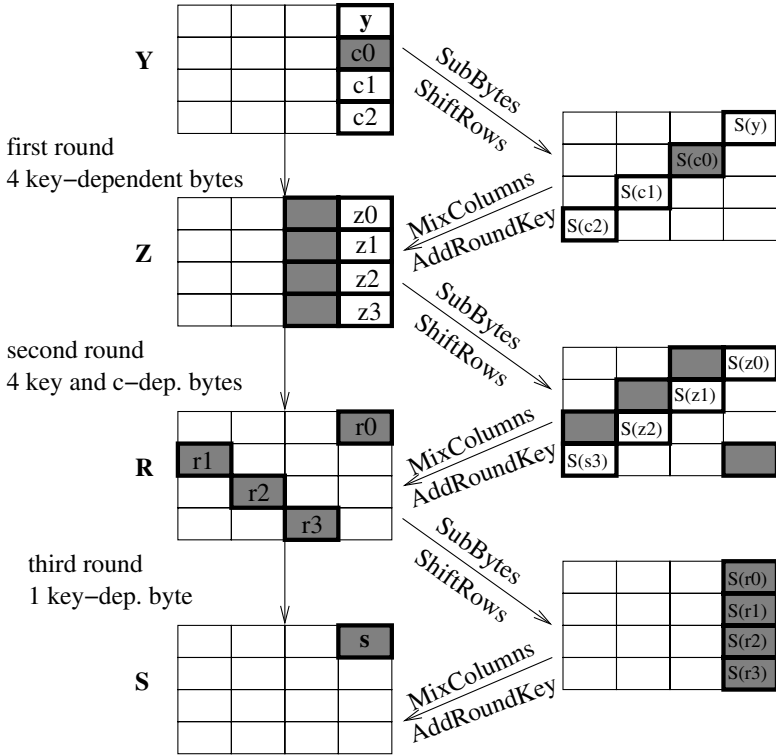 y
Y
c0
c1
c2
SubBytes
ShiftRows
S(y)
S(c0)
S(c1)
S(c2)
first round
4 key-dependent bytes
MixColumns
AddRoundKey
Z
z0
z1
z2
z3
SubBytes
ShiftRows
second round
4 key and c-dep. bytes
S(z0)
S(z1)
S(z2)
S(s3)
MixColumns
AddRoundKey
R
r0
r1
r2
r3
SubBytes
ShiftRows
third round
1 key-dep. byte
S(r0)
S(r1)
S(r2)
S(r3)
MixColumns
AddRoundKey
S
s